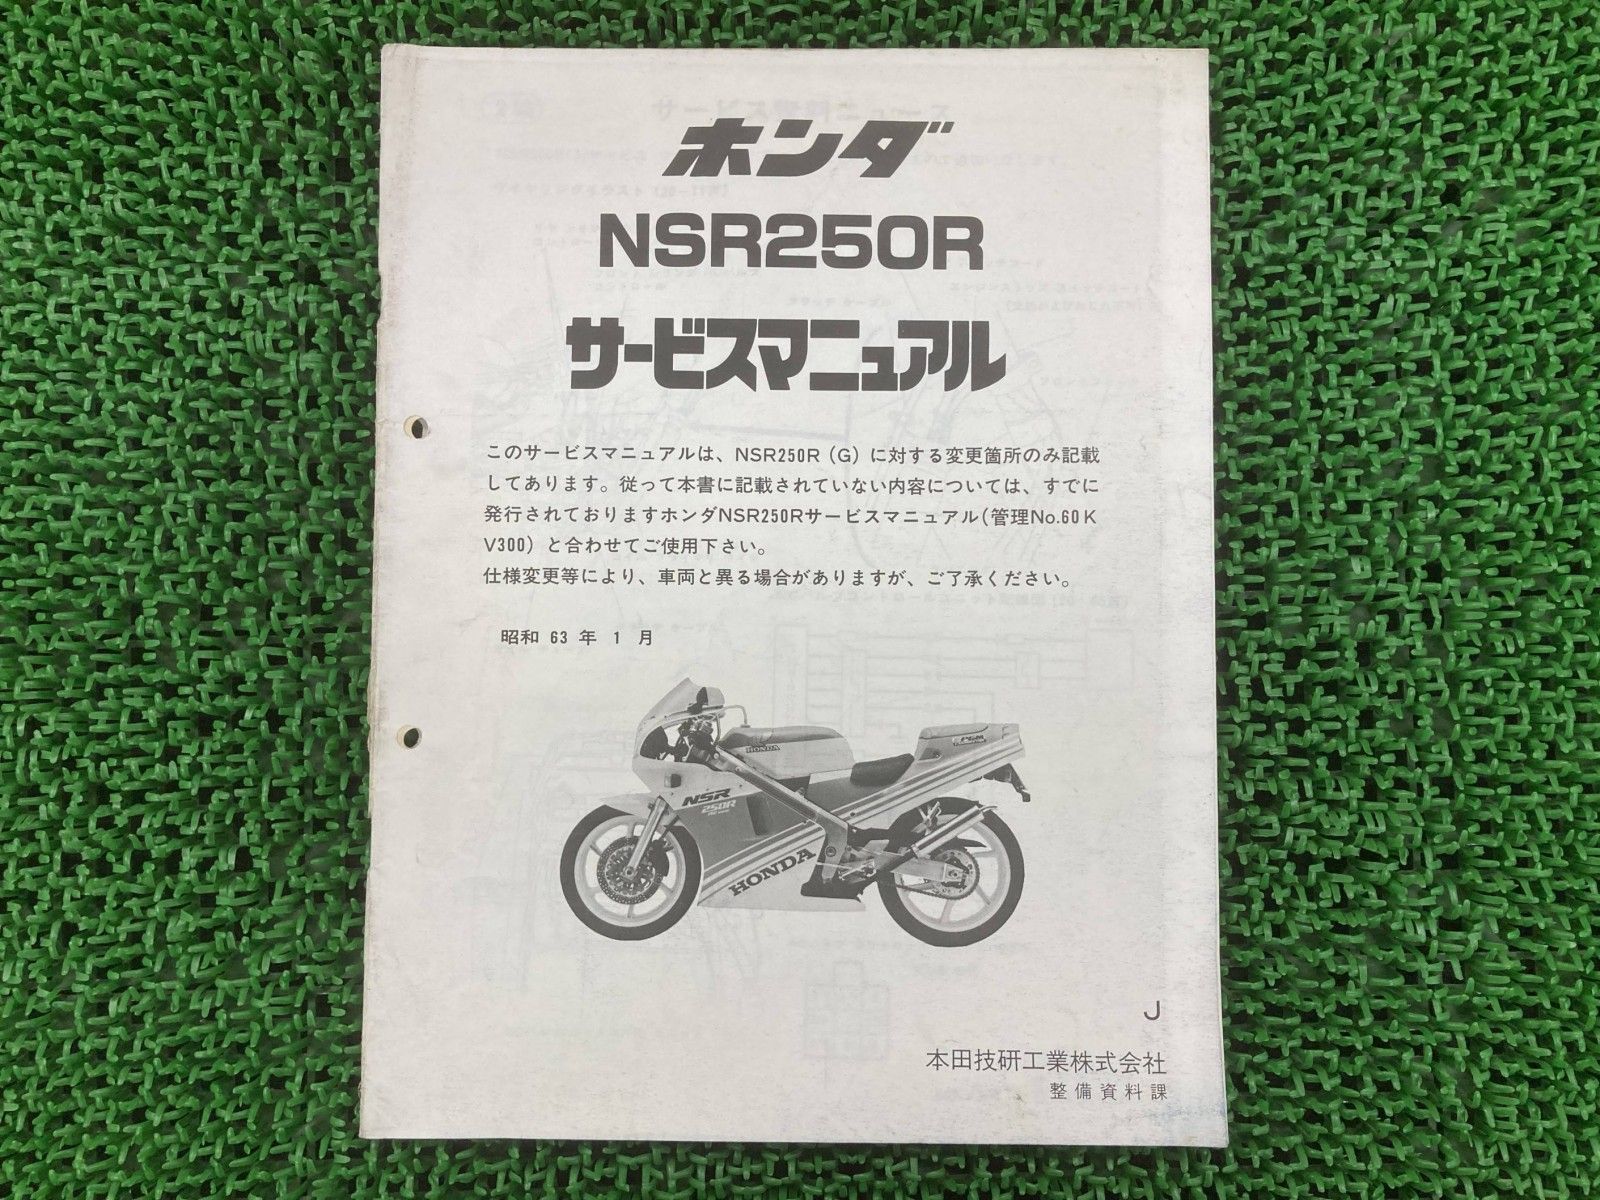 ホンダ
NSR250R
サービスマニュアル
このサービスマニュアルは、NSR250R（G）に対する変更箇所のみ記載
してあります。従って本書に記載されていない内容については、すでに
発行されておりますホンダNSR250Rサービスマニュアル(管理No.60K
V300）と合わせてご使用下さい。
仕様変更等により、車両と異る場合がありますが、ご了承ください。
昭和 63 年 1 月
HONDA
NSR
250R
HONDA
J
本田技研工業株式会社
整備資料課